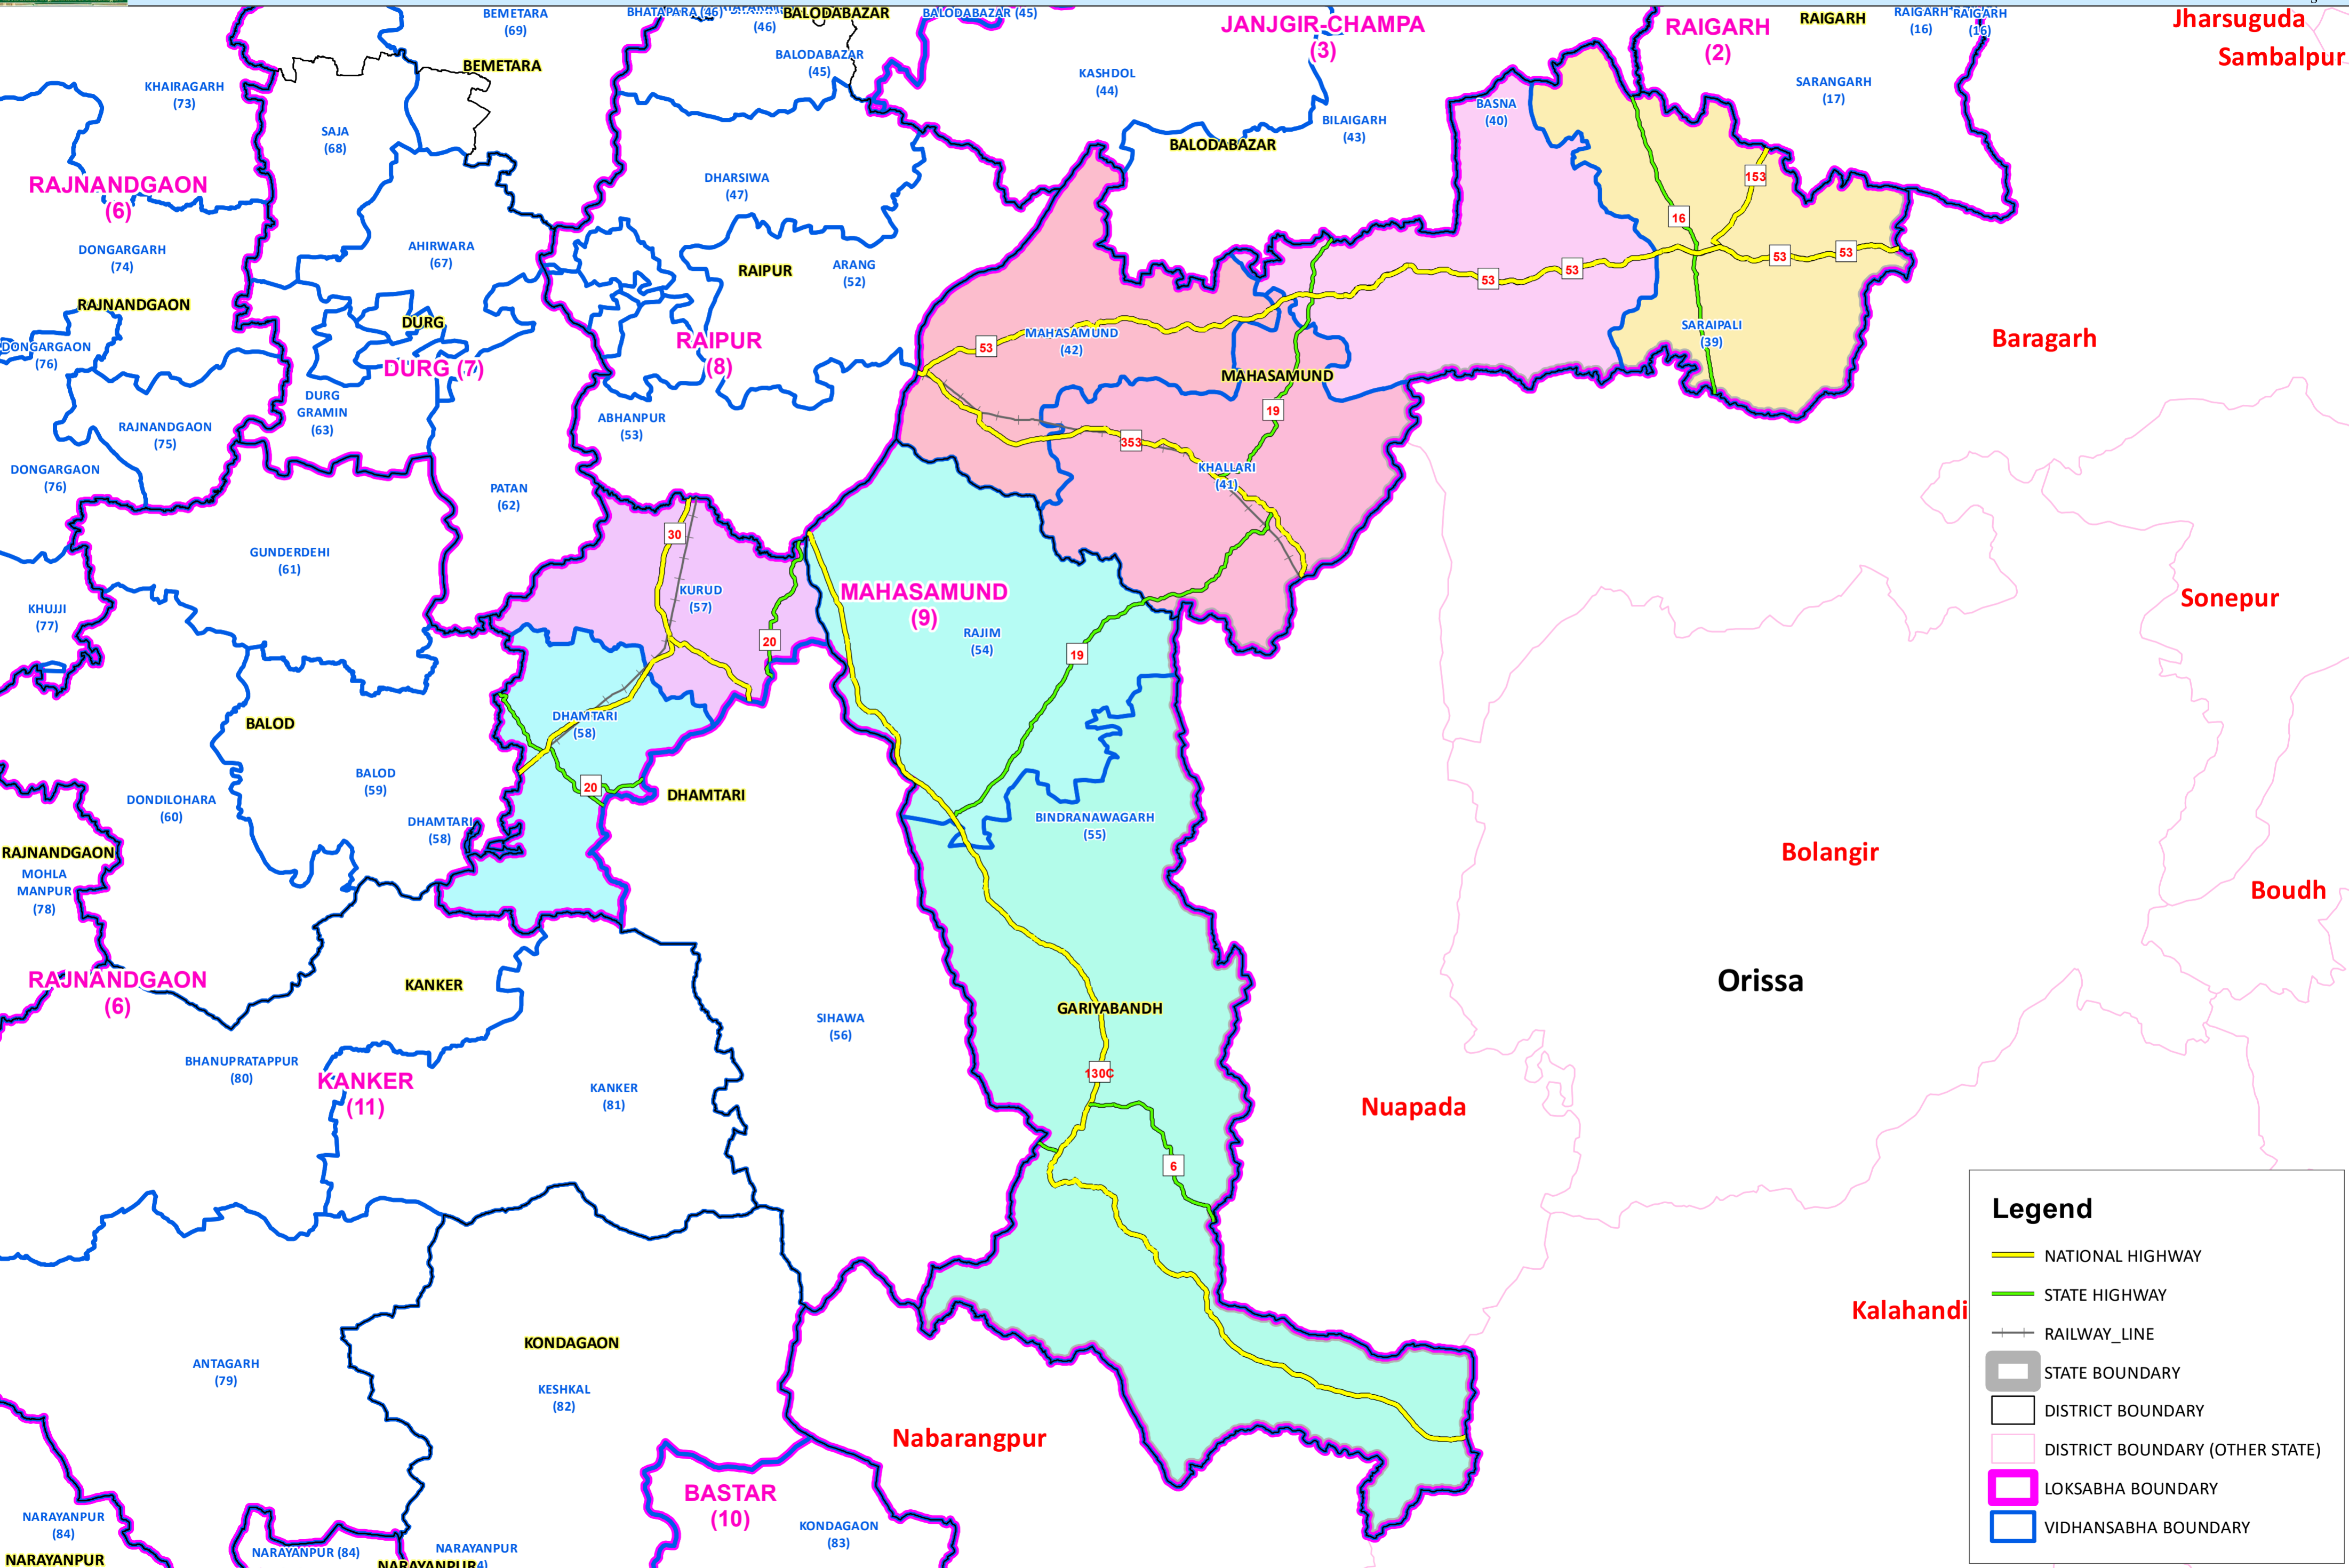 BEMETARA
(69)
BHATAPARA (46)
(46)
BALODABAZAR
BALODABAZAR (45)
JANJGIR-CHAMPA
(3)
RAIGARH
(2)
RAIGARH
RAIGARH
(16)
RAIGARH
(16)
Jharsuguda
Sambalpur
BEMETARA
BALODABAZAR
(45)
KASHDOL
(44)
SARANGARH
(17)
KHAIRAGARH
(73)
SAJA
(68)
BASNA
(40)
BILAIGARH
(43)
BALODABAZAR
RAJNANDGAON
(6)
DHARSIWA
(47)
153
16
DONGARGARH
(74)
AHIRWARA
(67)
RAIPUR
ARANG
(52)
53
53
53
53
RAJNANDGAON
DURG
MAHASAMUND
(42)
53
SARAIPALI
(39)
Baragarh
DONGARGAON
(76)
DURG (7)
RAIPUR
(8)
MAHASAMUND
DURG
GRAMIN
(63)
ABHANPUR
(53)
19
RAJNANDGAON
(75)
353
DONGARGAON
(76)
KHALLARI
(41)
PATAN
(62)
30
GUNDERDEHI
(61)
KURUD
(57)
MAHASAMUND
(9)
Sonepur
KHUJJI
(77)
20
RAJIM
(54)
19
BALOD
DHAMTARI
(58)
BALOD
(59)
20
DHAMTARI
DONDILOHARA
(60)
DHAMTARI
(58)
BINDRANAWAGARH
(55)
RAJNANDGAON
MOHLA
MANPUR
(78)
Bolangir
Boudh
RAJNANDGAON
(6)
KANKER
Orissa
GARIYABANDH
SIHAWA
(56)
BHANUPRATAPPUR
(80)
KANKER
(11)
KANKER
(81)
130C
Nuapada
6
Kalahandi
KONDAGAON
ANTAGARH
(79)
KESHKAL
(82)
Nabarangpur
BASTAR
(10)
NARAYANPUR
(84)
KONDAGAON
(83)
NARAYANPUR
NARAYANPUR (84)
NARAYANPUR
NARAYANPUR
Legend
NATIONAL HIGHWAY
STATE HIGHWAY
RAILWAY_LINE
STATE BOUNDARY
DISTRICT BOUNDARY
DISTRICT BOUNDARY (OTHER STATE)
LOKSABHA BOUNDARY
VIDHANSABHA BOUNDARY